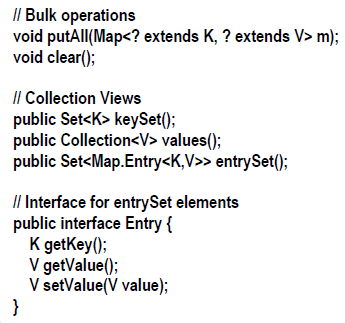 // Bulk operations
void putAll(Map<? extends K, ? extends V> m);
void clear();

// Collection Views
public Set<K> keySet();
public Collection<V> values();
public Set<Map.Entry<K,V>> entrySet();

// Interface for entrySet elements
public interface Entry {
    K getKey();
    V getValue();
    V setValue(V value);
}